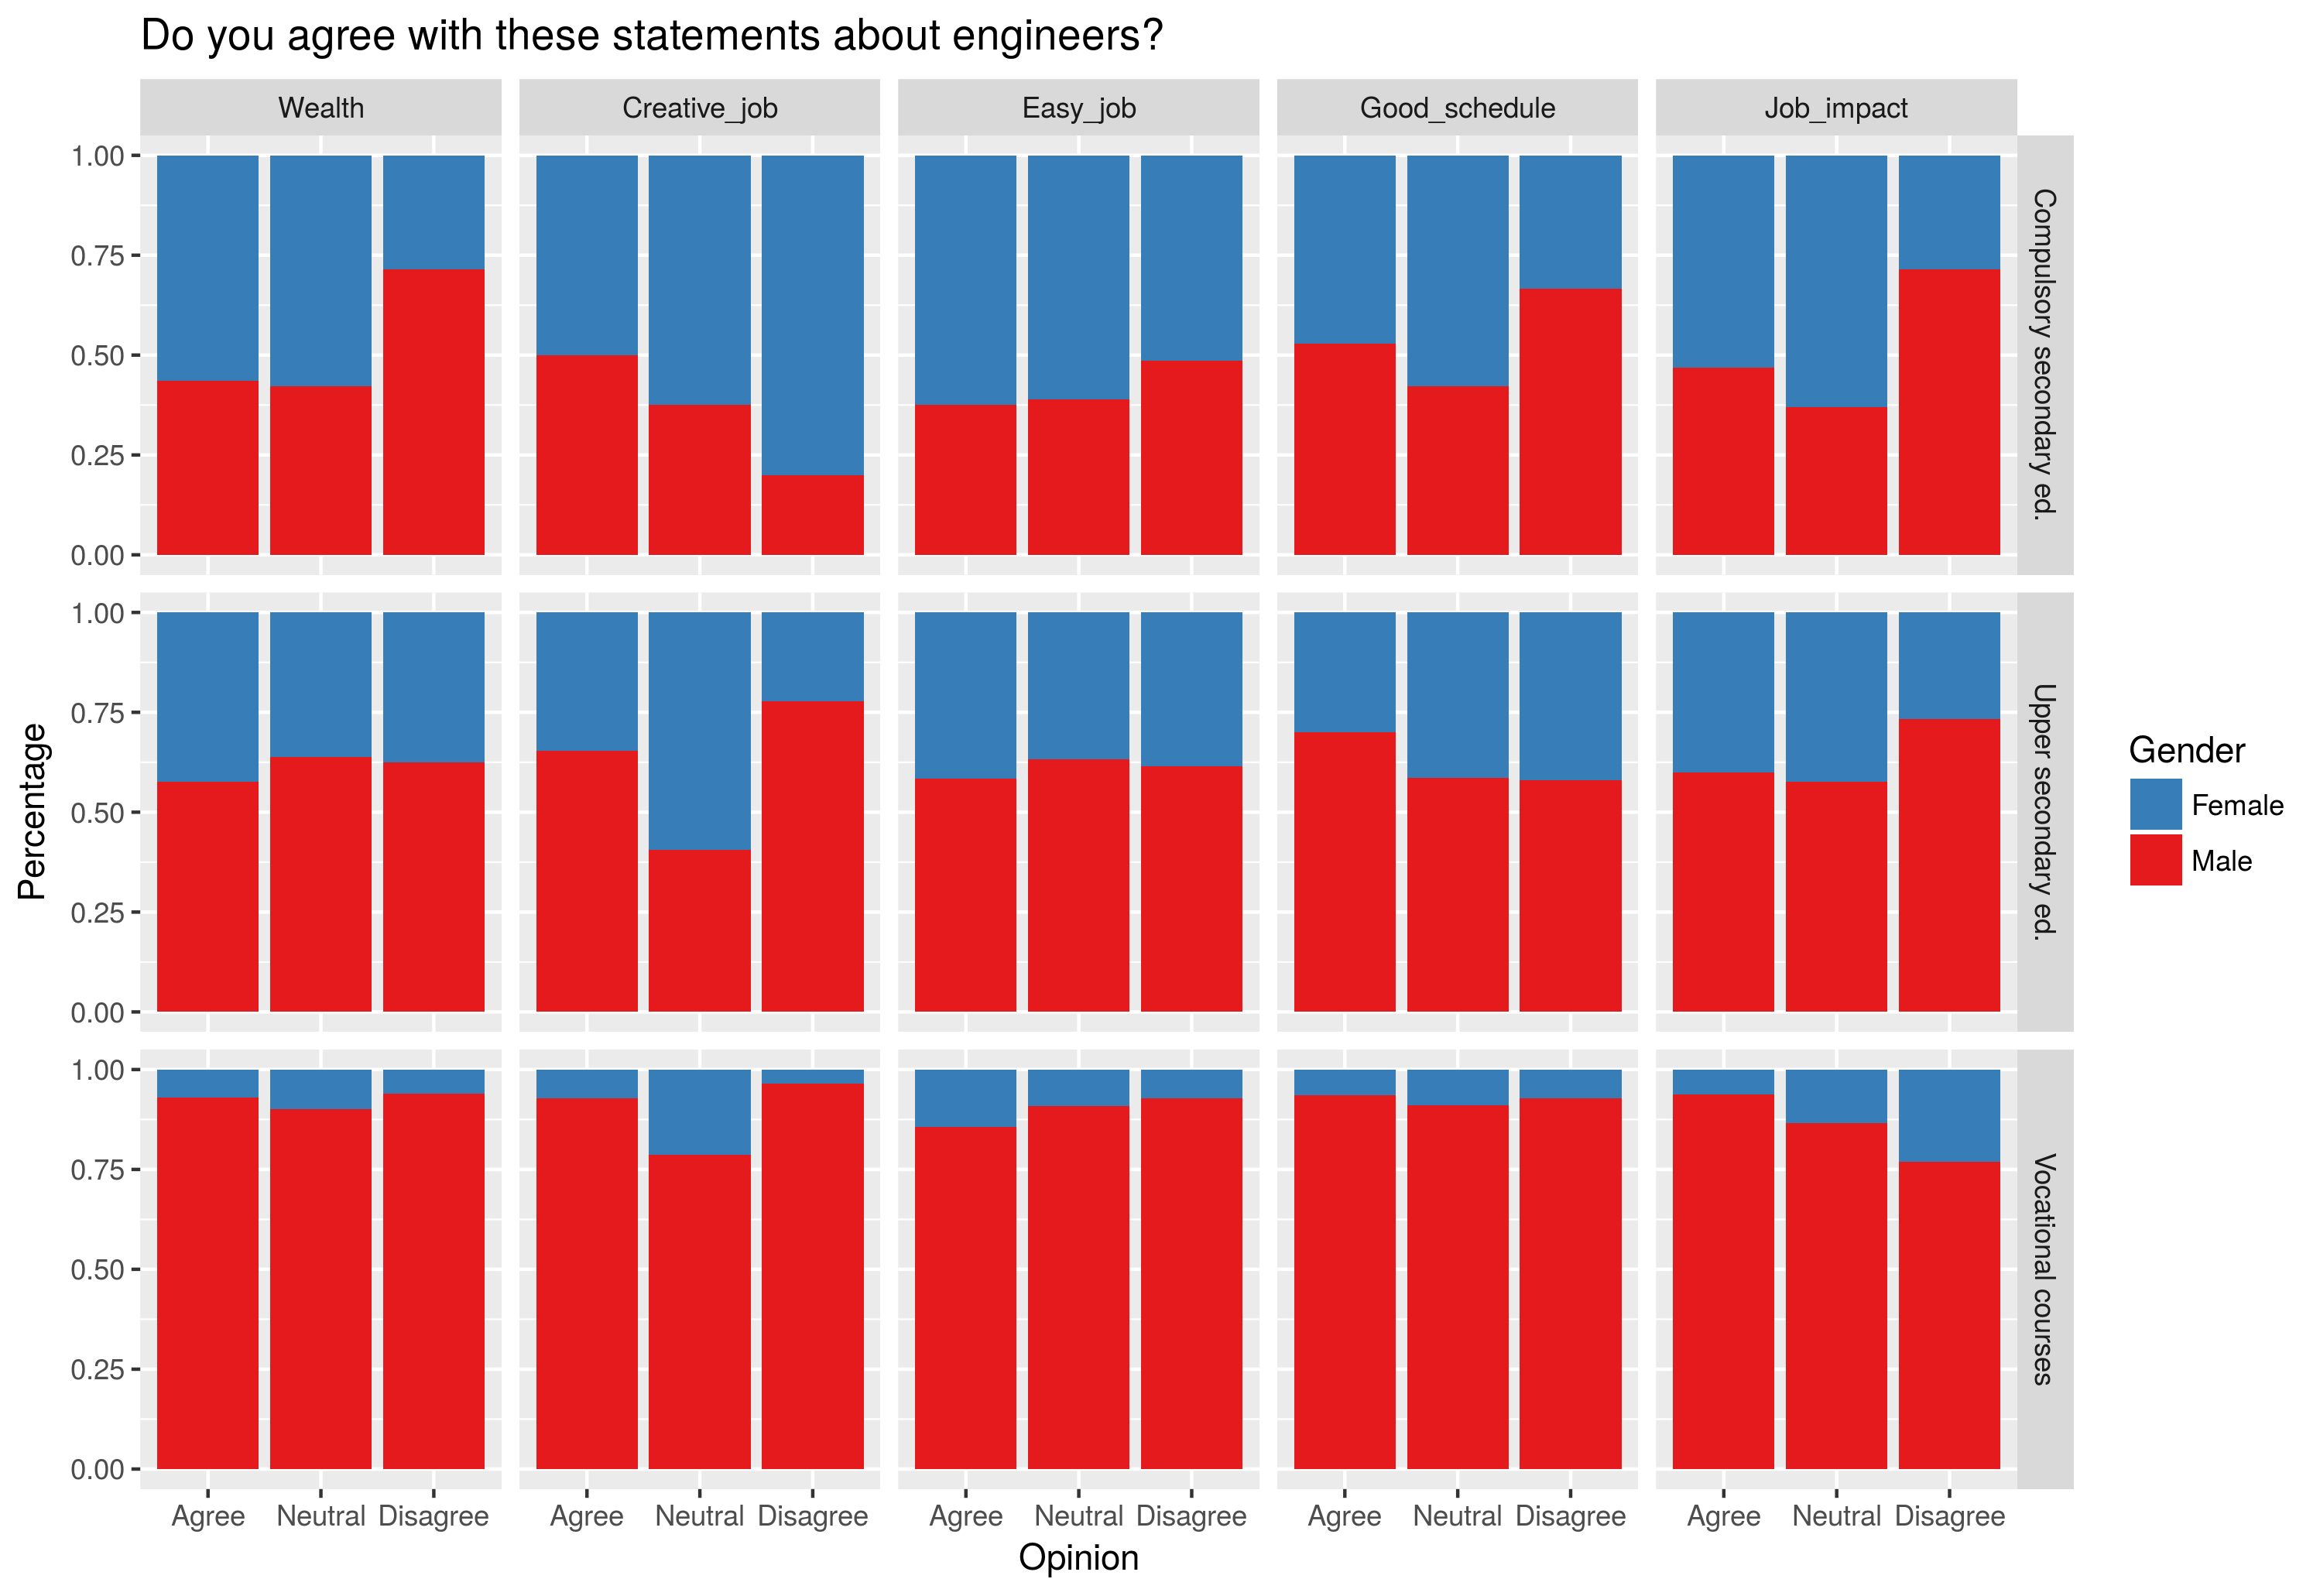 Do you agree with these statements about engineers?
Wealth
Creative_job
Easy_job
Good_schedule
Job_impact
1.00
0.75
0.50
0.25
0.00
Compulsory secondary ed.
1.00
0.75
0.50
0.25
0.00
Upper secondary ed.
1.00
0.75
0.50
0.25
0.00
Vocational courses
Percentage
Agree Neutral Disagree
Agree Neutral Disagree
Agree Neutral Disagree
Agree Neutral Disagree
Agree Neutral Disagree
Opinion
Gender
Female
Male